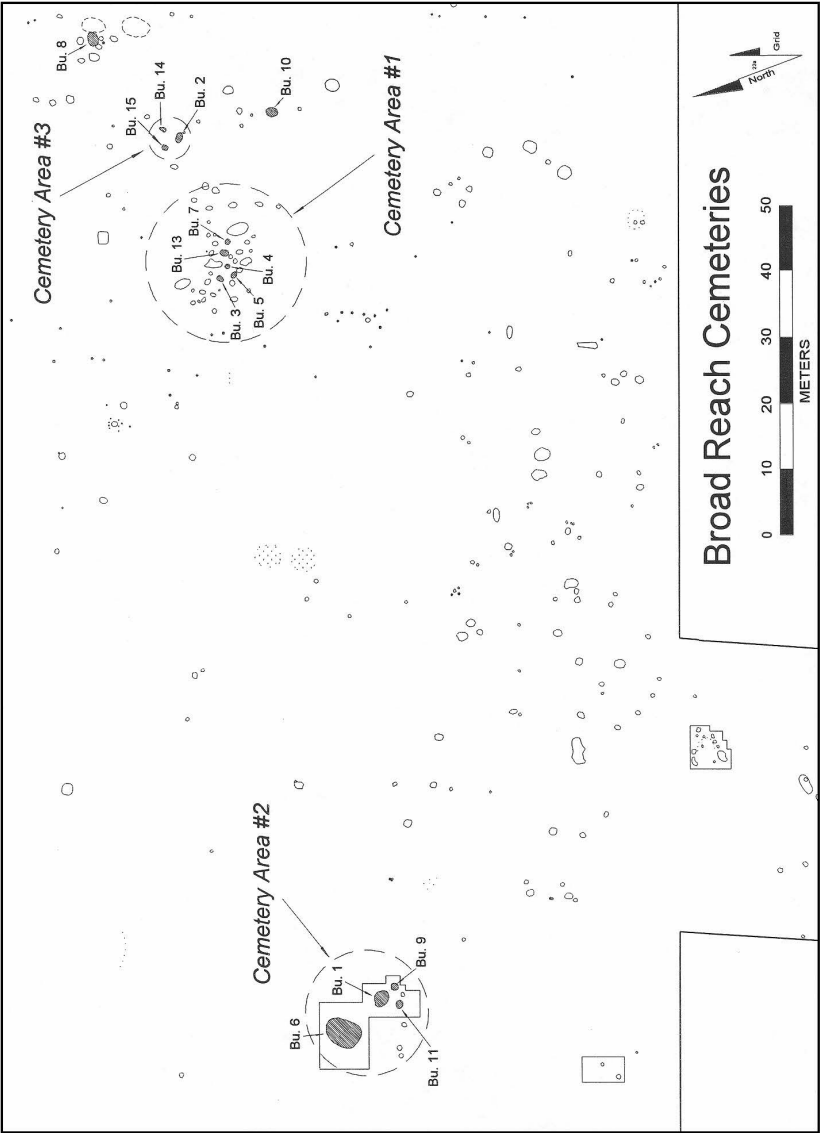 Cemetery Area #2
Bu. 6
Bu. 1
Bu. 9
Bu. 11
Cemetery Area #3
Bu. 15
Bu. 14
Bu. 2
Bu. 8
Bu. 10
Cemetery Area #1
Bu. 13
Bu. 7
Bu. 3
Bu. 5
Bu. 4
Broad Reach Cemeteries
0 10 20 30 40 50
METERS
North
Grid